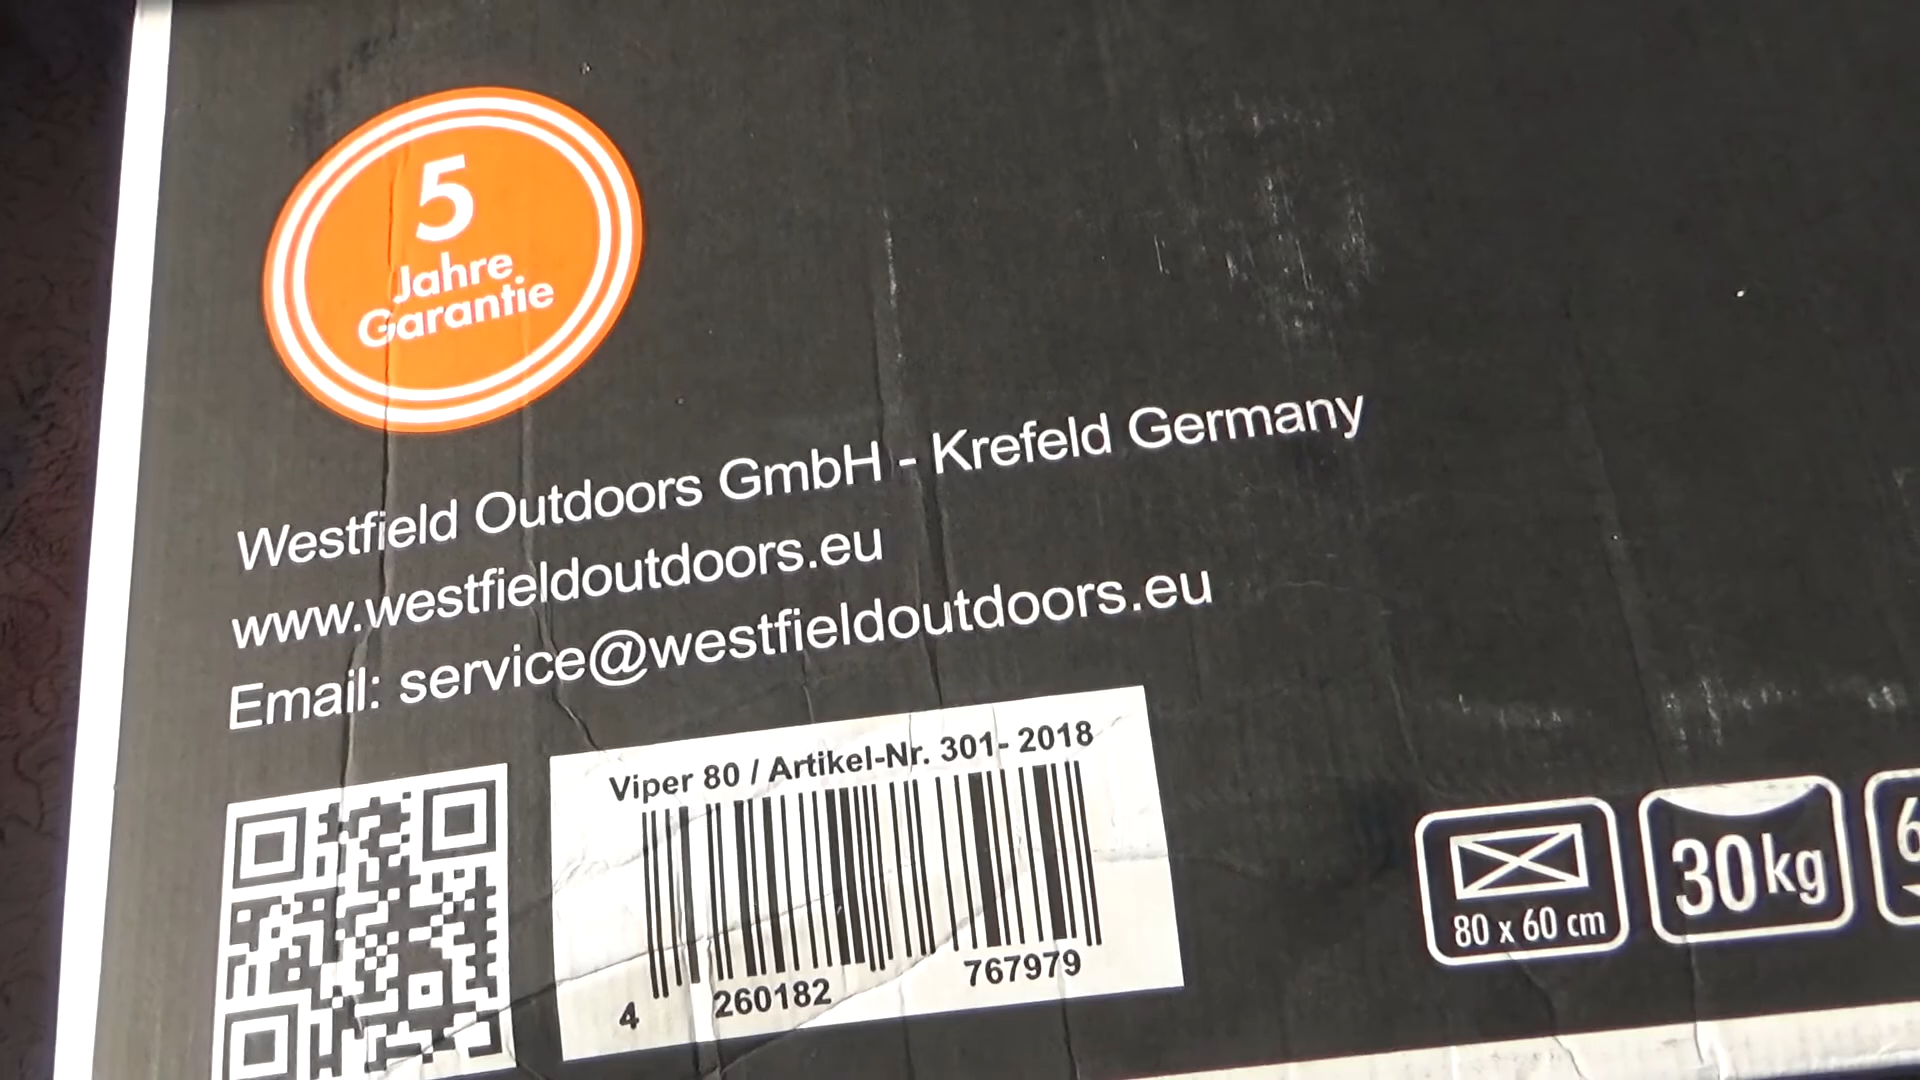 5
Jahre
Garantie
Westfield Outdoors GmbH - Krefeld Germany
www.westfieldoutdoors.eu
Email: service@westfieldoutdoors.eu
Viper 80 / Artikel-Nr. 301- 2018
4 260182 767979
80 x 60 cm
30kg